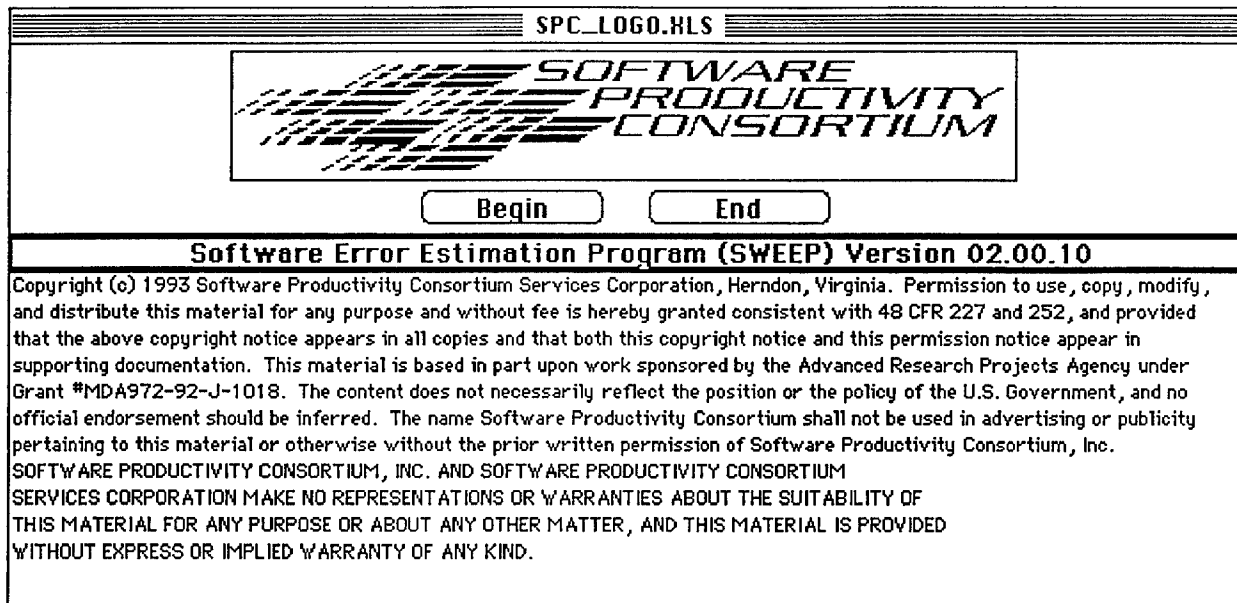 SPC_LOGO.XLS
SOFTWARE
PRODUCTIVITY
CONSORTIUM
Begin End
Software Error Estimation Program (SWEEP) Version 02.00.10
Copyright (c) 1993 Software Productivity Consortium Services Corporation, Herndon, Virginia. Permission to use, copy, modify,
and distribute this material for any purpose and without fee is hereby granted consistent with 48 CFR 227 and 252, and provided
that the above copyright notice appears in all copies and that both this copyright notice and this permission notice appear in
supporting documentation. This material is based in part upon work sponsored by the Advanced Research Projects Agency under
Grant #MDA972-92-J-1018. The content does not necessarily reflect the position or the policy of the U.S. Government, and no
official endorsement should be inferred. The name Software Productivity Consortium shall not be used in advertising or publicity
pertaining to this material or otherwise without the prior written permission of Software Productivity Consortium, Inc.
SOFTWARE PRODUCTIVITY CONSORTIUM, INC. AND SOFTWARE PRODUCTIVITY CONSORTIUM
SERVICES CORPORATION MAKE NO REPRESENTATIONS OR WARRANTIES ABOUT THE SUITABILITY OF
THIS MATERIAL FOR ANY PURPOSE OR ABOUT ANY OTHER MATTER, AND THIS MATERIAL IS PROVIDED
WITHOUT EXPRESS OR IMPLIED WARRANTY OF ANY KIND.